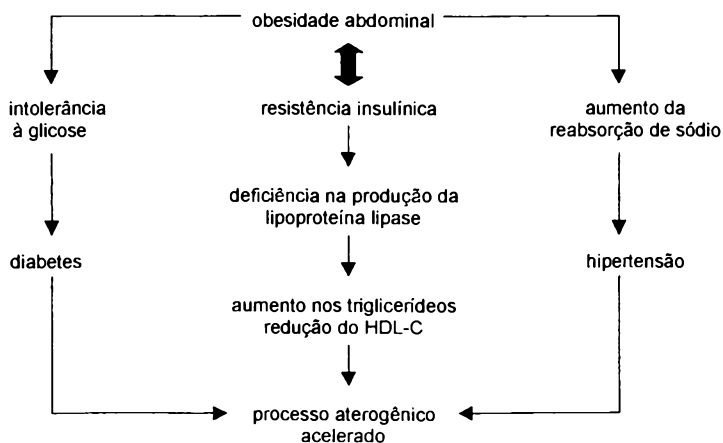 obesidade abdominal
intolerância
à glicose
resistência insulínica
aumento da
reabsorção de sódio
deficiência na produção da
lipoproteína lipase
diabetes
hipertensão
aumento nos triglicerídeos
redução do HDL-C
processo aterogênico
acelerado